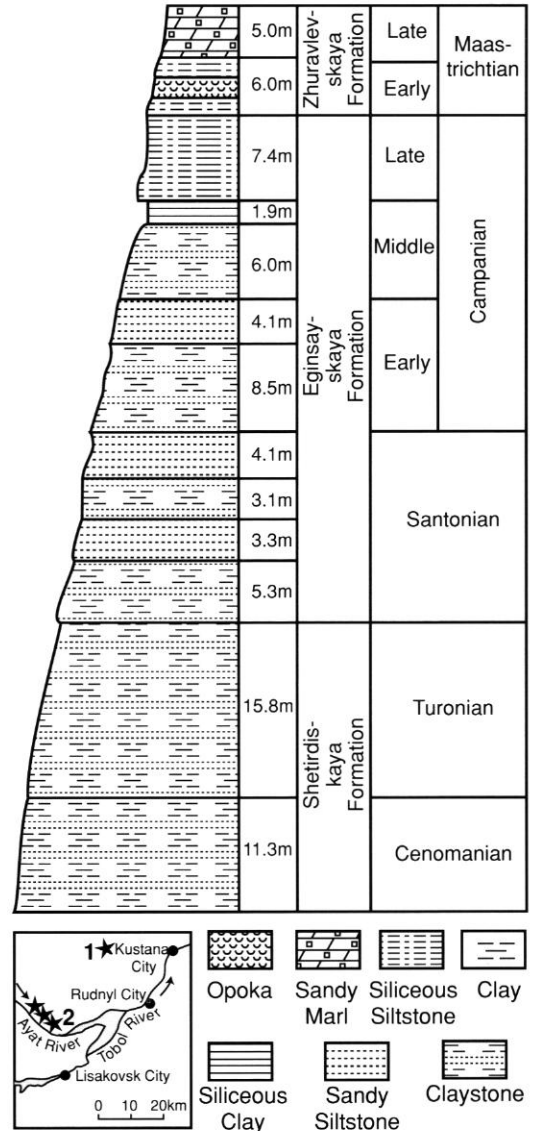 5.0m
6.0m
7.4m
1.9m
6.0m
4.1m
8.5m
4.1m
3.1m
3.3m
5.3m
15.8m
11.3m
Zhuravlev-
skaya
Formation
Eginsay-
skaya
Formation
Shetirdis-
kaya
Formation
Late
Early
Late
Middle
Early
Maas-
trichtian
Campanian
Santonian
Turonian
Cenomanian
1
Kustana
City
Rudnyl City
2
Ayat River
Tobol River
Lisakovsk City
0 10 20km
Opoka
Sandy
Marl
Siliceous
Siltstone
Clay
Siliceous
Clay
Sandy
Siltstone
Claystone